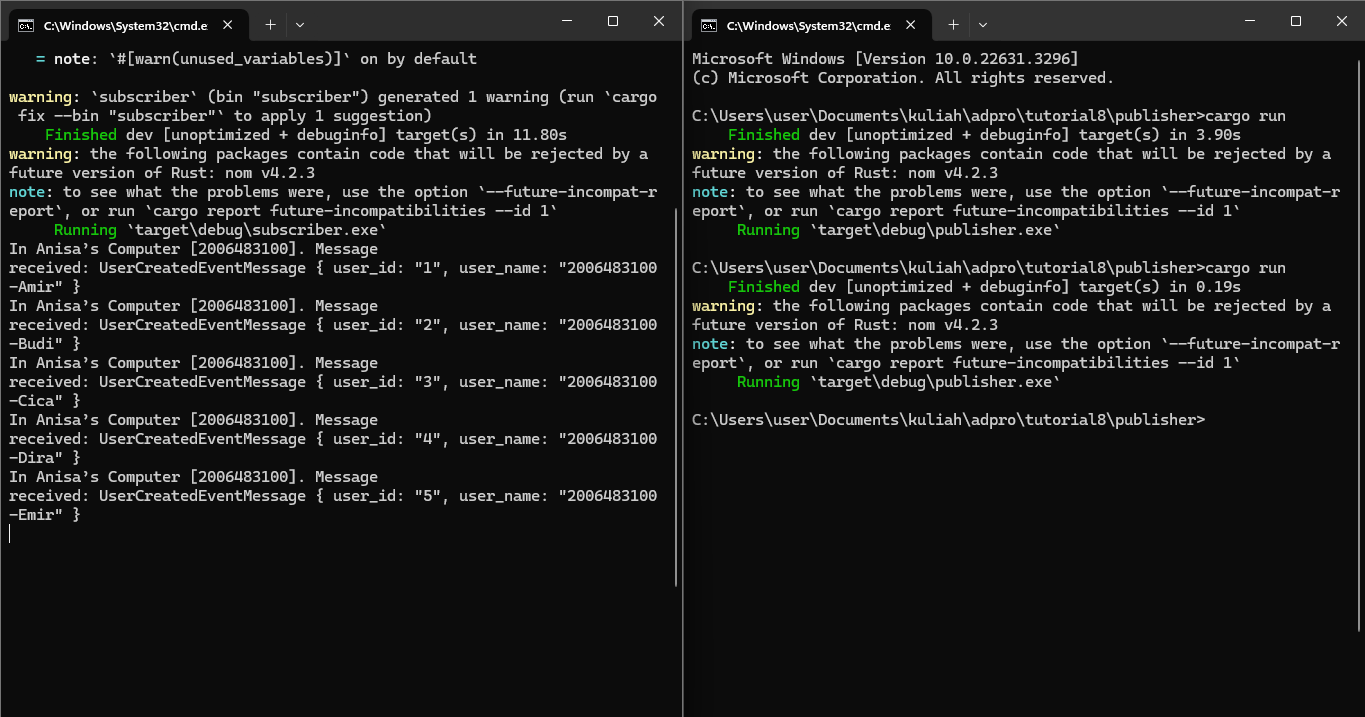 C:\Windows\System32\cmd.e
= note: `#[warn(unused_variables)]` on by default
warning: `subscriber` (bin "subscriber") generated 1 warning (run `cargo
fix --bin "subscriber"` to apply 1 suggestion)
Finished dev [unoptimized + debuginfo] target(s) in 11.80s
warning: the following packages contain code that will be rejected by a
future version of Rust: nom v4.2.3
note: to see what the problems were, use the option `--future-incompat-r
eport`, or run `cargo report future-incompatibilities --id 1`
Running `target\debug\subscriber.exe`
In Anisa’s Computer [2006483100]. Message
received: UserCreatedEventMessage { user_id: "1", user_name: "2006483100
-Amir" }
In Anisa’s Computer [2006483100]. Message
received: UserCreatedEventMessage { user_id: "2", user_name: "2006483100
-Budi" }
In Anisa’s Computer [2006483100]. Message
received: UserCreatedEventMessage { user_id: "3", user_name: "2006483100
-Cica" }
In Anisa’s Computer [2006483100]. Message
received: UserCreatedEventMessage { user_id: "4", user_name: "2006483100
-Dira" }
In Anisa’s Computer [2006483100]. Message
received: UserCreatedEventMessage { user_id: "5", user_name: "2006483100
-Emir" }
C:\Windows\System32\cmd.e
Microsoft Windows [Version 10.0.22631.3296]
(c) Microsoft Corporation. All rights reserved.
C:\Users\user\Documents\kuliah\adpro\tutorial8\publisher>cargo run
Finished dev [unoptimized + debuginfo] target(s) in 3.90s
warning: the following packages contain code that will be rejected by a
future version of Rust: nom v4.2.3
note: to see what the problems were, use the option `--future-incompat-r
eport`, or run `cargo report future-incompatibilities --id 1`
Running `target\debug\publisher.exe`
C:\Users\user\Documents\kuliah\adpro\tutorial8\publisher>cargo run
Finished dev [unoptimized + debuginfo] target(s) in 0.19s
warning: the following packages contain code that will be rejected by a
future version of Rust: nom v4.2.3
note: to see what the problems were, use the option `--future-incompat-r
eport`, or run `cargo report future-incompatibilities --id 1`
Running `target\debug\publisher.exe`
C:\Users\user\Documents\kuliah\adpro\tutorial8\publisher>